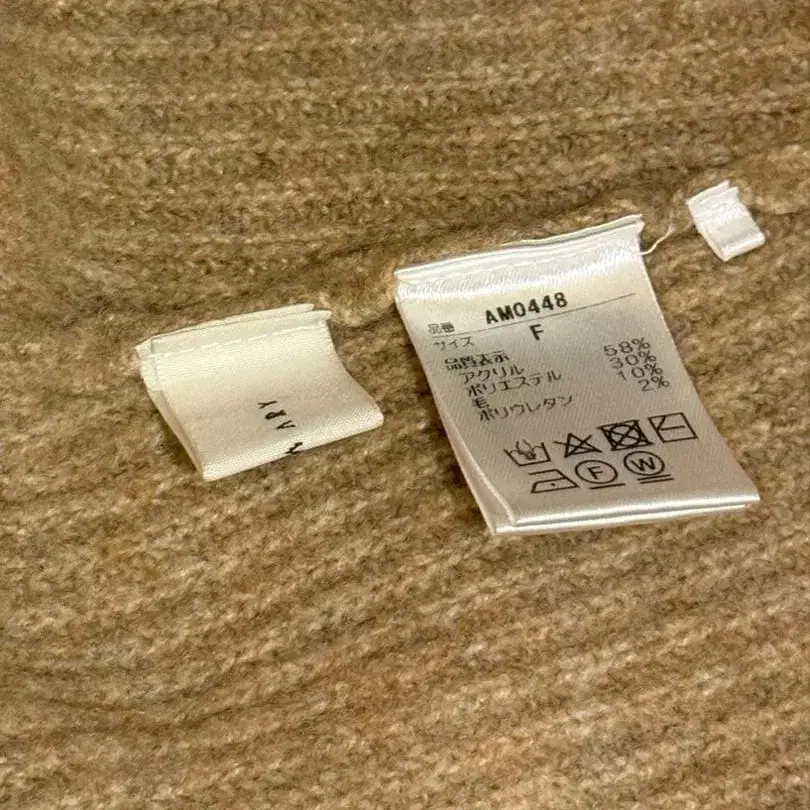 品番 AM0448
サイズ F
品質表示
アクリル 58%
ポリエステル 30%
毛 10%
ポリウレタン 2%
F W